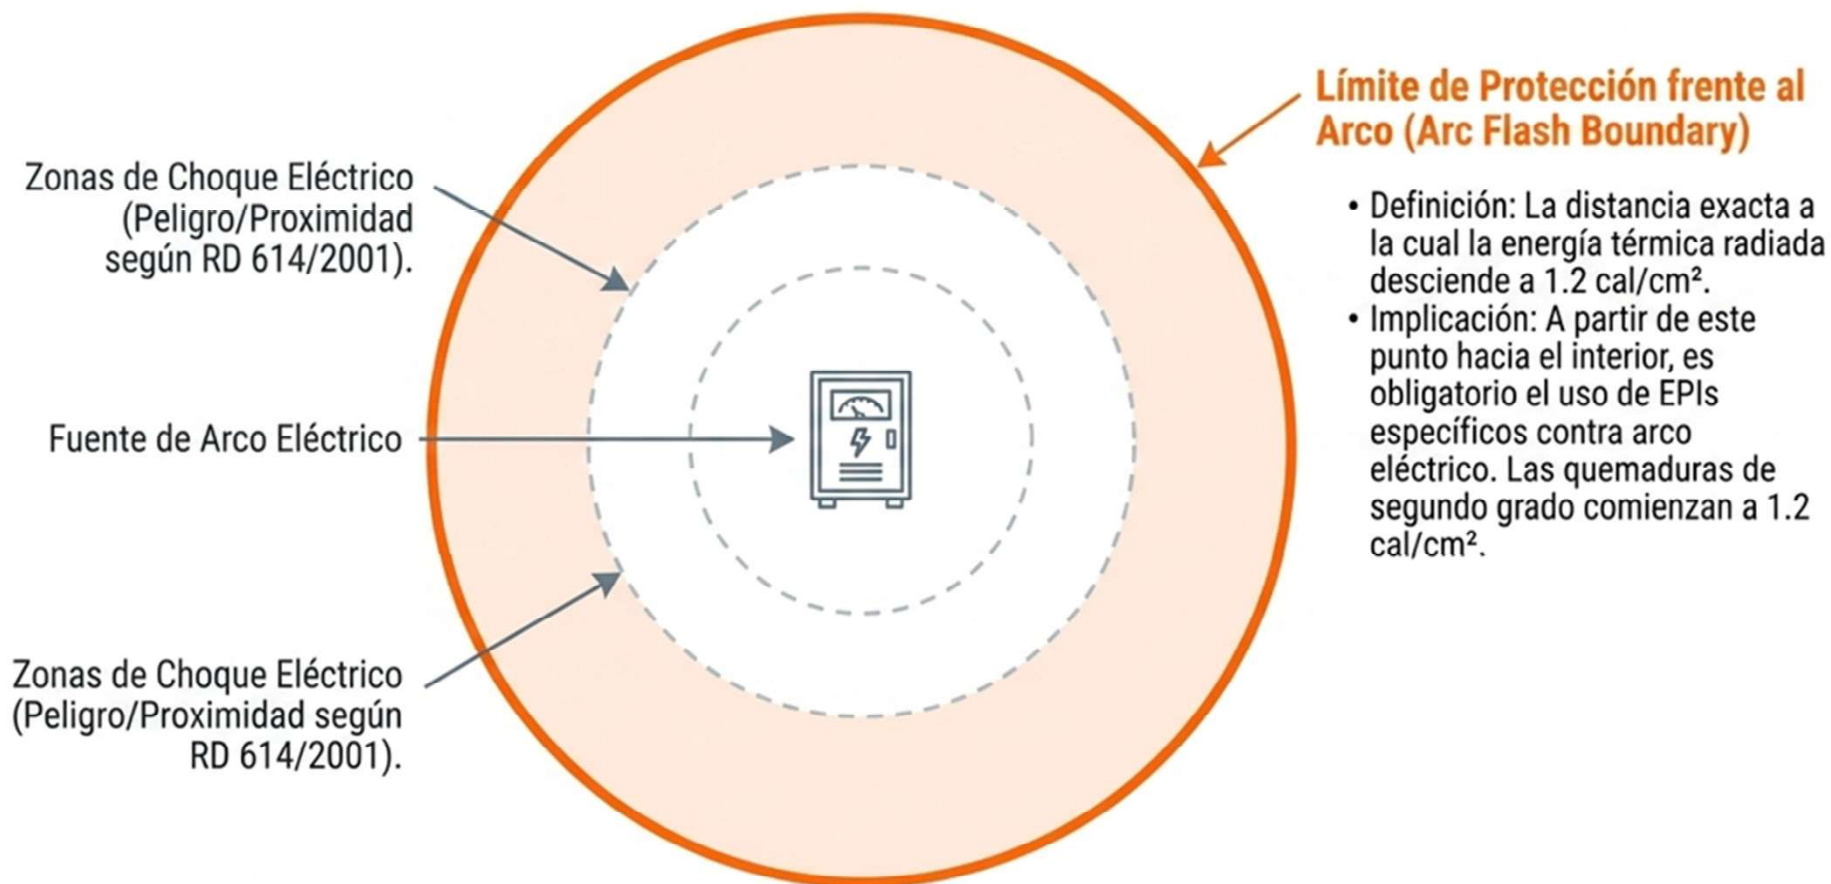 Zonas de Choque Eléctrico
(Peligro/Proximidad
según RD 614/2001).
Fuente de Arco Eléctrico
Zonas de Choque Eléctrico
(Peligro/Proximidad según
RD 614/2001).
Límite de Protección frente al
Arco (Arc Flash Boundary)
• Definición: La distancia exacta a
la cual la energía térmica radiada
desciende a 1.2 cal/cm².
• Implicación: A partir de este
punto hacia el interior, es
obligatorio el uso de EPIs
específicos contra arco
eléctrico. Las quemaduras de
segundo grado comienzan a 1.2
cal/cm².